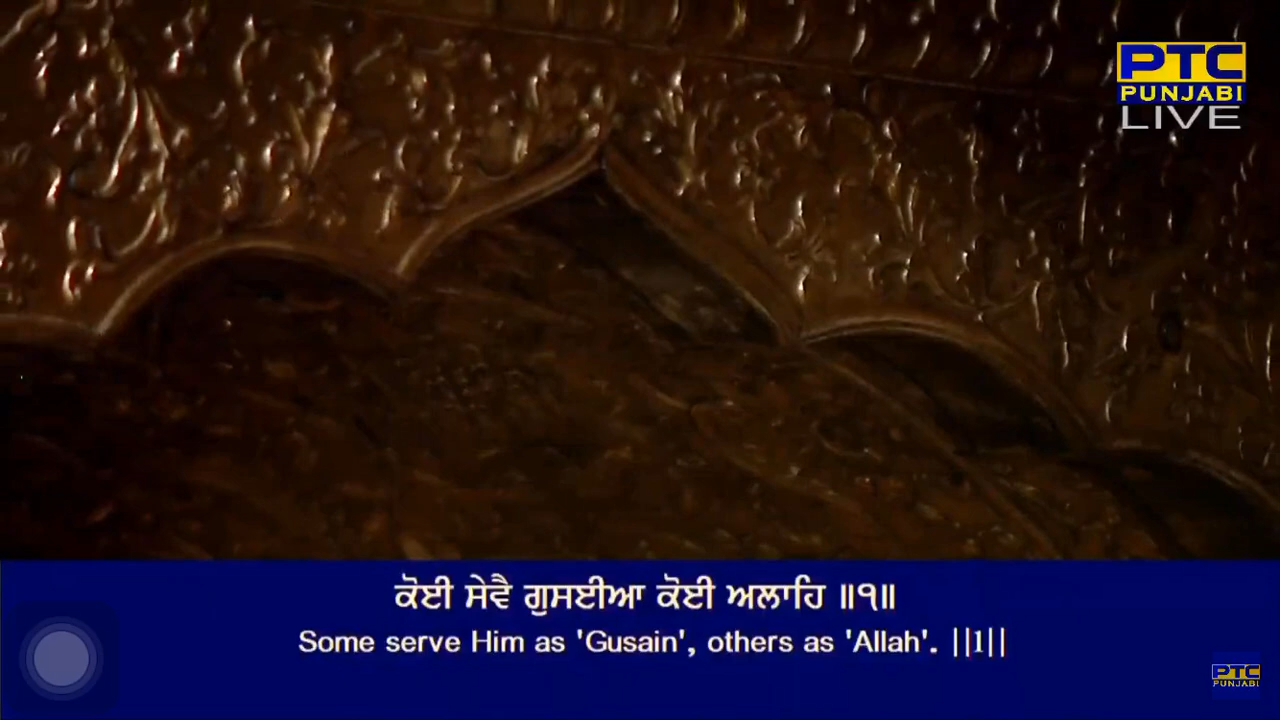 PTC
PUNJABI
LIVE
ਕੋਈ ਸੇਵੈ ਗੁਸਈਆ ਕੋਈ ਅਲਾਹਿ ॥੧॥
Some serve Him as 'Gusain', others as 'Allah'. ||1||
PTC
PUNJABI